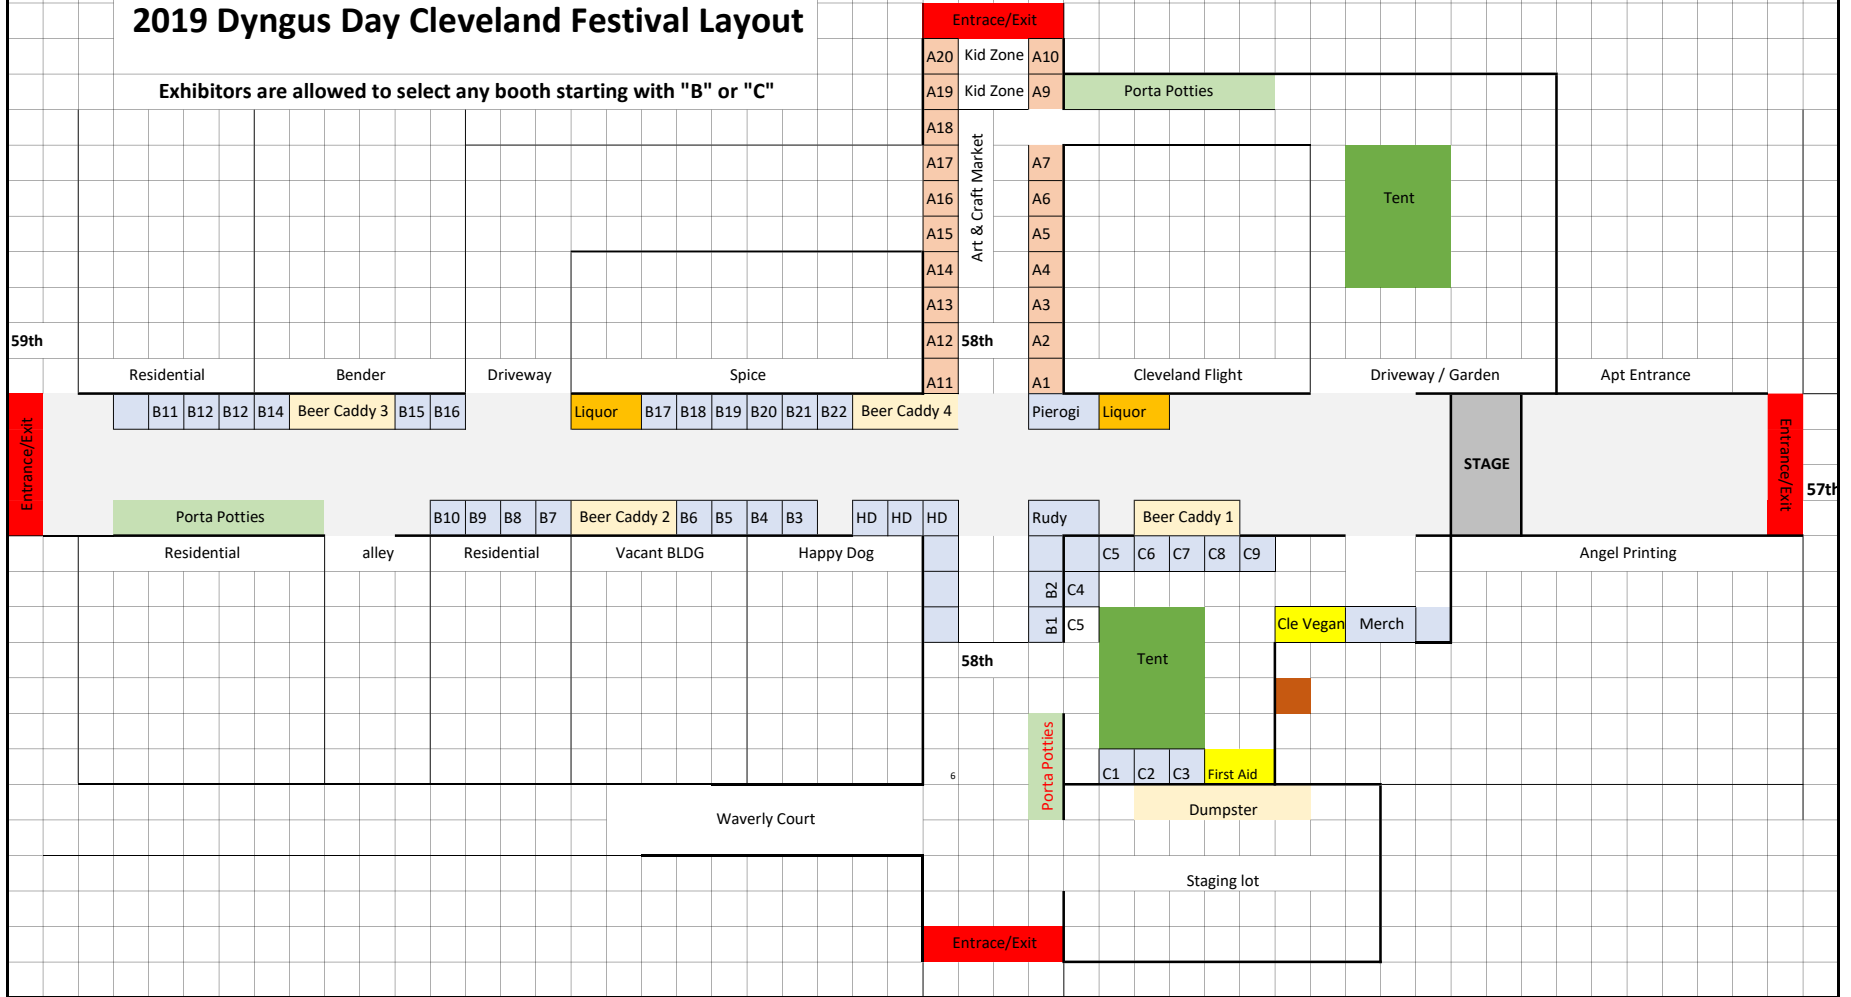 2019 Dyngus Day Cleveland Festival Layout
Entrace/Exit
A20 Kid Zone A10
Exhibitors are allowed to select any booth starting with "B" or "C"
A19 Kid Zone A9 Porta Potties
A18
Art & Craft Market
A17 A7
A16 A6 Tent
A15 A5
A14 A4
A13 A3
59th A12 58th A2
Residential Bender Driveway Spice A11 A1 Cleveland Flight Driveway / Garden Apt Entrance
B11 B12 B12 B14 Beer Caddy 3 B15 B16 Liquor B17 B18 B19 B20 B21 B22 Beer Caddy 4 Pierogi Liquor
Entrance/Exit
STAGE
Entrance/Exit
57th
Porta Potties B10 B9 B8 B7 Beer Caddy 2 B6 B5 B4 B3 HD HD HD Rudy Beer Caddy 1
Residential alley Residential Vacant BLDG Happy Dog C5 C6 C7 C8 C9 Angel Printing
B2 C4
B1 C5 Cle Vegan Merch
58th Tent
Porta Potties
6 C1 C2 C3 First Aid
Dumpster
Waverly Court
Staging lot
Entrace/Exit